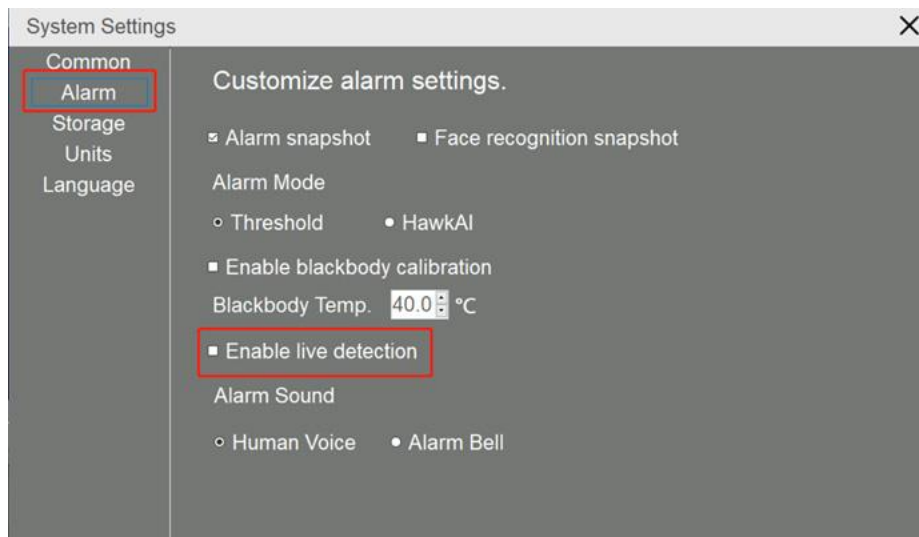 System Settings
Common
Alarm
Storage
Units
Language
Customize alarm settings.
Alarm snapshot Face recognition snapshot
Alarm Mode
Threshold HawkAI
Enable blackbody calibration
Blackbody Temp. 40.0 °C
Enable live detection
Alarm Sound
Human Voice Alarm Bell